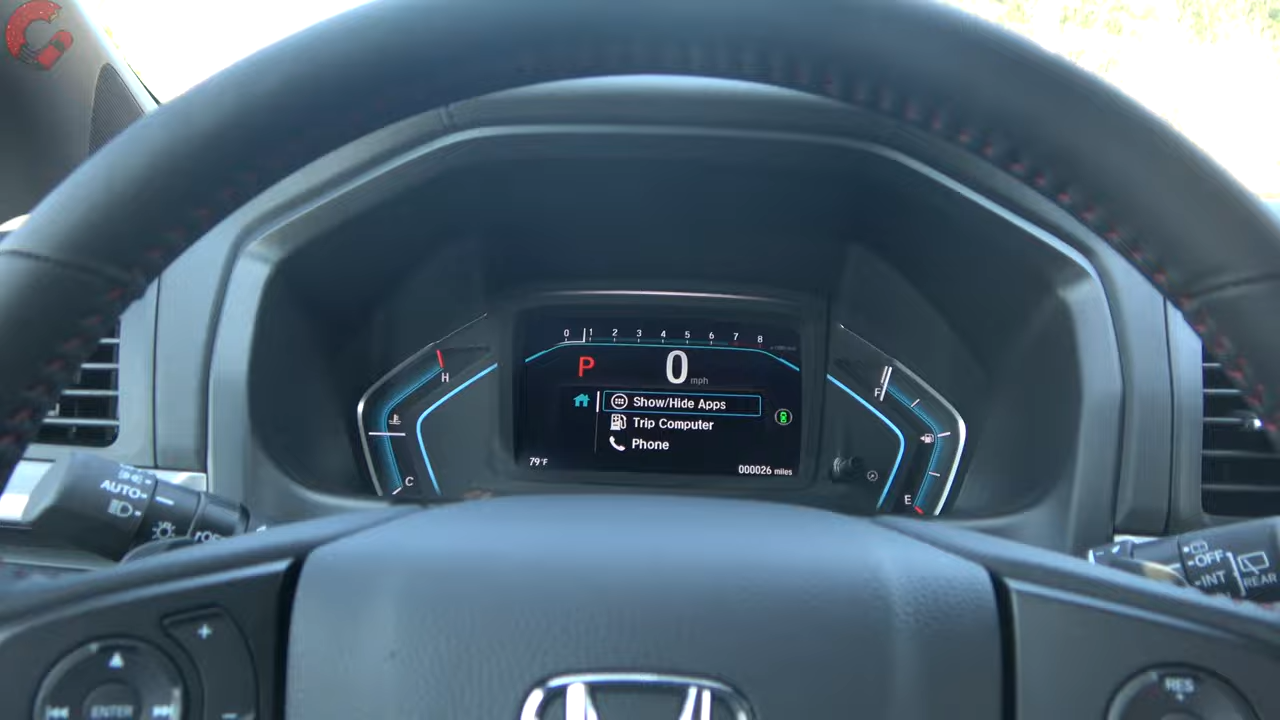 0 1 2 3 4 5 6 7 8
P 0 mph
H
F
Show/Hide Apps
Trip Computer
Phone
79°F
000026 miles
C
E
AUTO
OFF
INT
REAR
+
ENTER
RES
+